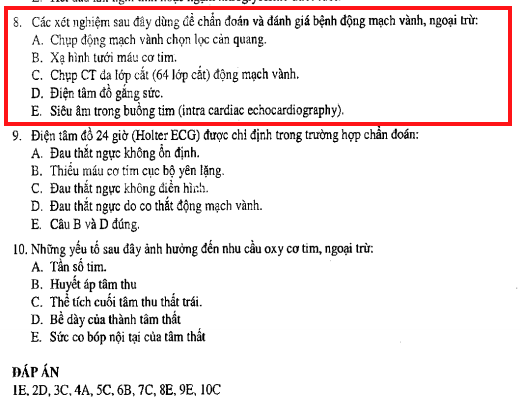 8. Các xét nghiệm sau đây dùng để chẩn đoán và đánh giá bệnh động mạch vành, ngoại trừ:
A. Chụp động mạch vành chọn lọc cản quang.
B. Xạ hình tưới máu cơ tim.
C. Chụp CT đa lớp cắt (64 lớp cắt) động mạch vành.
D. Điện tâm đồ gắng sức.
E. Siêu âm trong buồng tim (intra cardiac echocardiography).
9. Điện tâm đồ 24 giờ (Holter ECG) được chỉ định trong trường hợp chẩn đoán:
A. Đau thắt ngực không ổn định.
B. Thiếu máu cơ tim cục bộ yên lặng.
C. Đau thắt ngực không điển hình.
D. Đau thắt ngực do co thắt động mạch vành.
E. Câu B và D đúng.
10. Những yếu tố sau đây ảnh hưởng đến nhu cầu oxy cơ tim, ngoại trừ:
A. Tần số tim.
B. Huyết áp tâm thu
C. Thể tích cuối tâm thu thất trái.
D. Bề dày của thành tâm thất
E. Sức co bóp nội tại của tâm thất
ĐÁP ÁN
1E, 2D, 3C, 4A, 5C, 6B, 7C, 8E, 9E, 10C